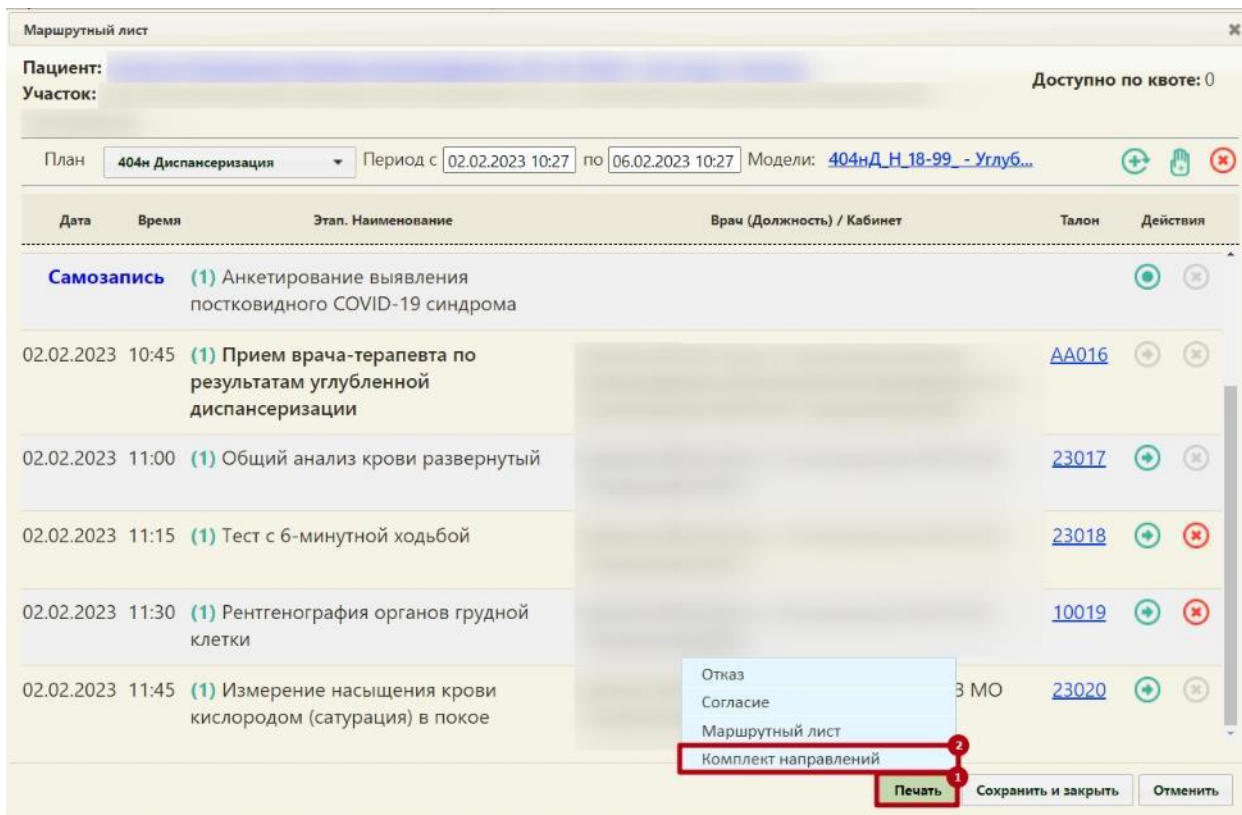 Маршрутный лист
Пациент:
Участок:
Доступно по квоте: 0
План 404н Диспансеризация Период с 02.02.2023 10:27 по 06.02.2023 10:27 Модели: 404нД_Н_18-99_ - Углуб...
Дата Время Этап. Наименование Врач (Должность) / Кабинет Талон Действия
Самозапись (1) Анкетирование выявления
постковидного COVID-19 синдрома
02.02.2023 10:45 (1) Прием врача-терапевта по AA016
результатам углубленной
диспансеризации
02.02.2023 11:00 (1) Общий анализ крови развернутый 23017
02.02.2023 11:15 (1) Тест с 6-минутной ходьбой 23018
02.02.2023 11:30 (1) Рентгенография органов грудной 10019
клетки
Отказ
02.02.2023 11:45 (1) Измерение насыщения крови З МО 23020
кислородом (сатурация) в покое
Согласие
Маршрутный лист
2
Комплект направлений
1
Печать Сохранить и закрыть Отменить